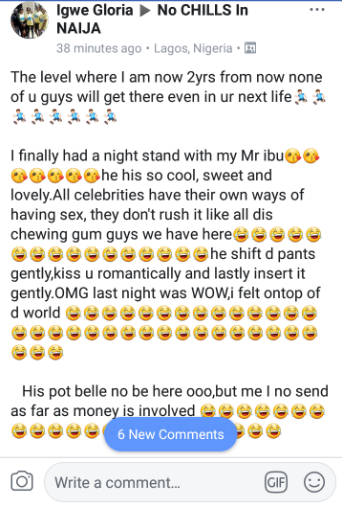 Igwe Gloria ▶ No CHILLS In
NAIJA
38 minutes ago · Lagos, Nigeria ·
The level where I am now 2yrs from now none
of u guys will get there even in ur next life🏃🏃
🏃🏃🏃🏃🏃🏃
I finally had a night stand with my Mr ibu😘😘
😘😘😘😘😘he his so cool, sweet and
lovely.All celebrities have their own ways of
having sex, they don't rush it like all dis
chewing gum guys we have here😂😂😂😂😂
😂😂😂😂😂😂😂😂😂😂😂he shift d pants
gently,kiss u romantically and lastly insert it
gently.OMG last night was WOW,i felt ontop of
d world 😂😂😂😂😂😂😂😂😂😂😂😂😂
😂😂😂😂😂😂😂😂😂😂😂😂😂😂😂😂
😂😂😂
His pot belle no be here ooo,but me I no send
as far as money is involved 😂😂😂😂😂😂😂
😂😂😂😂😂 6 New Comments 😂😂😂
Write a comment...
GIF